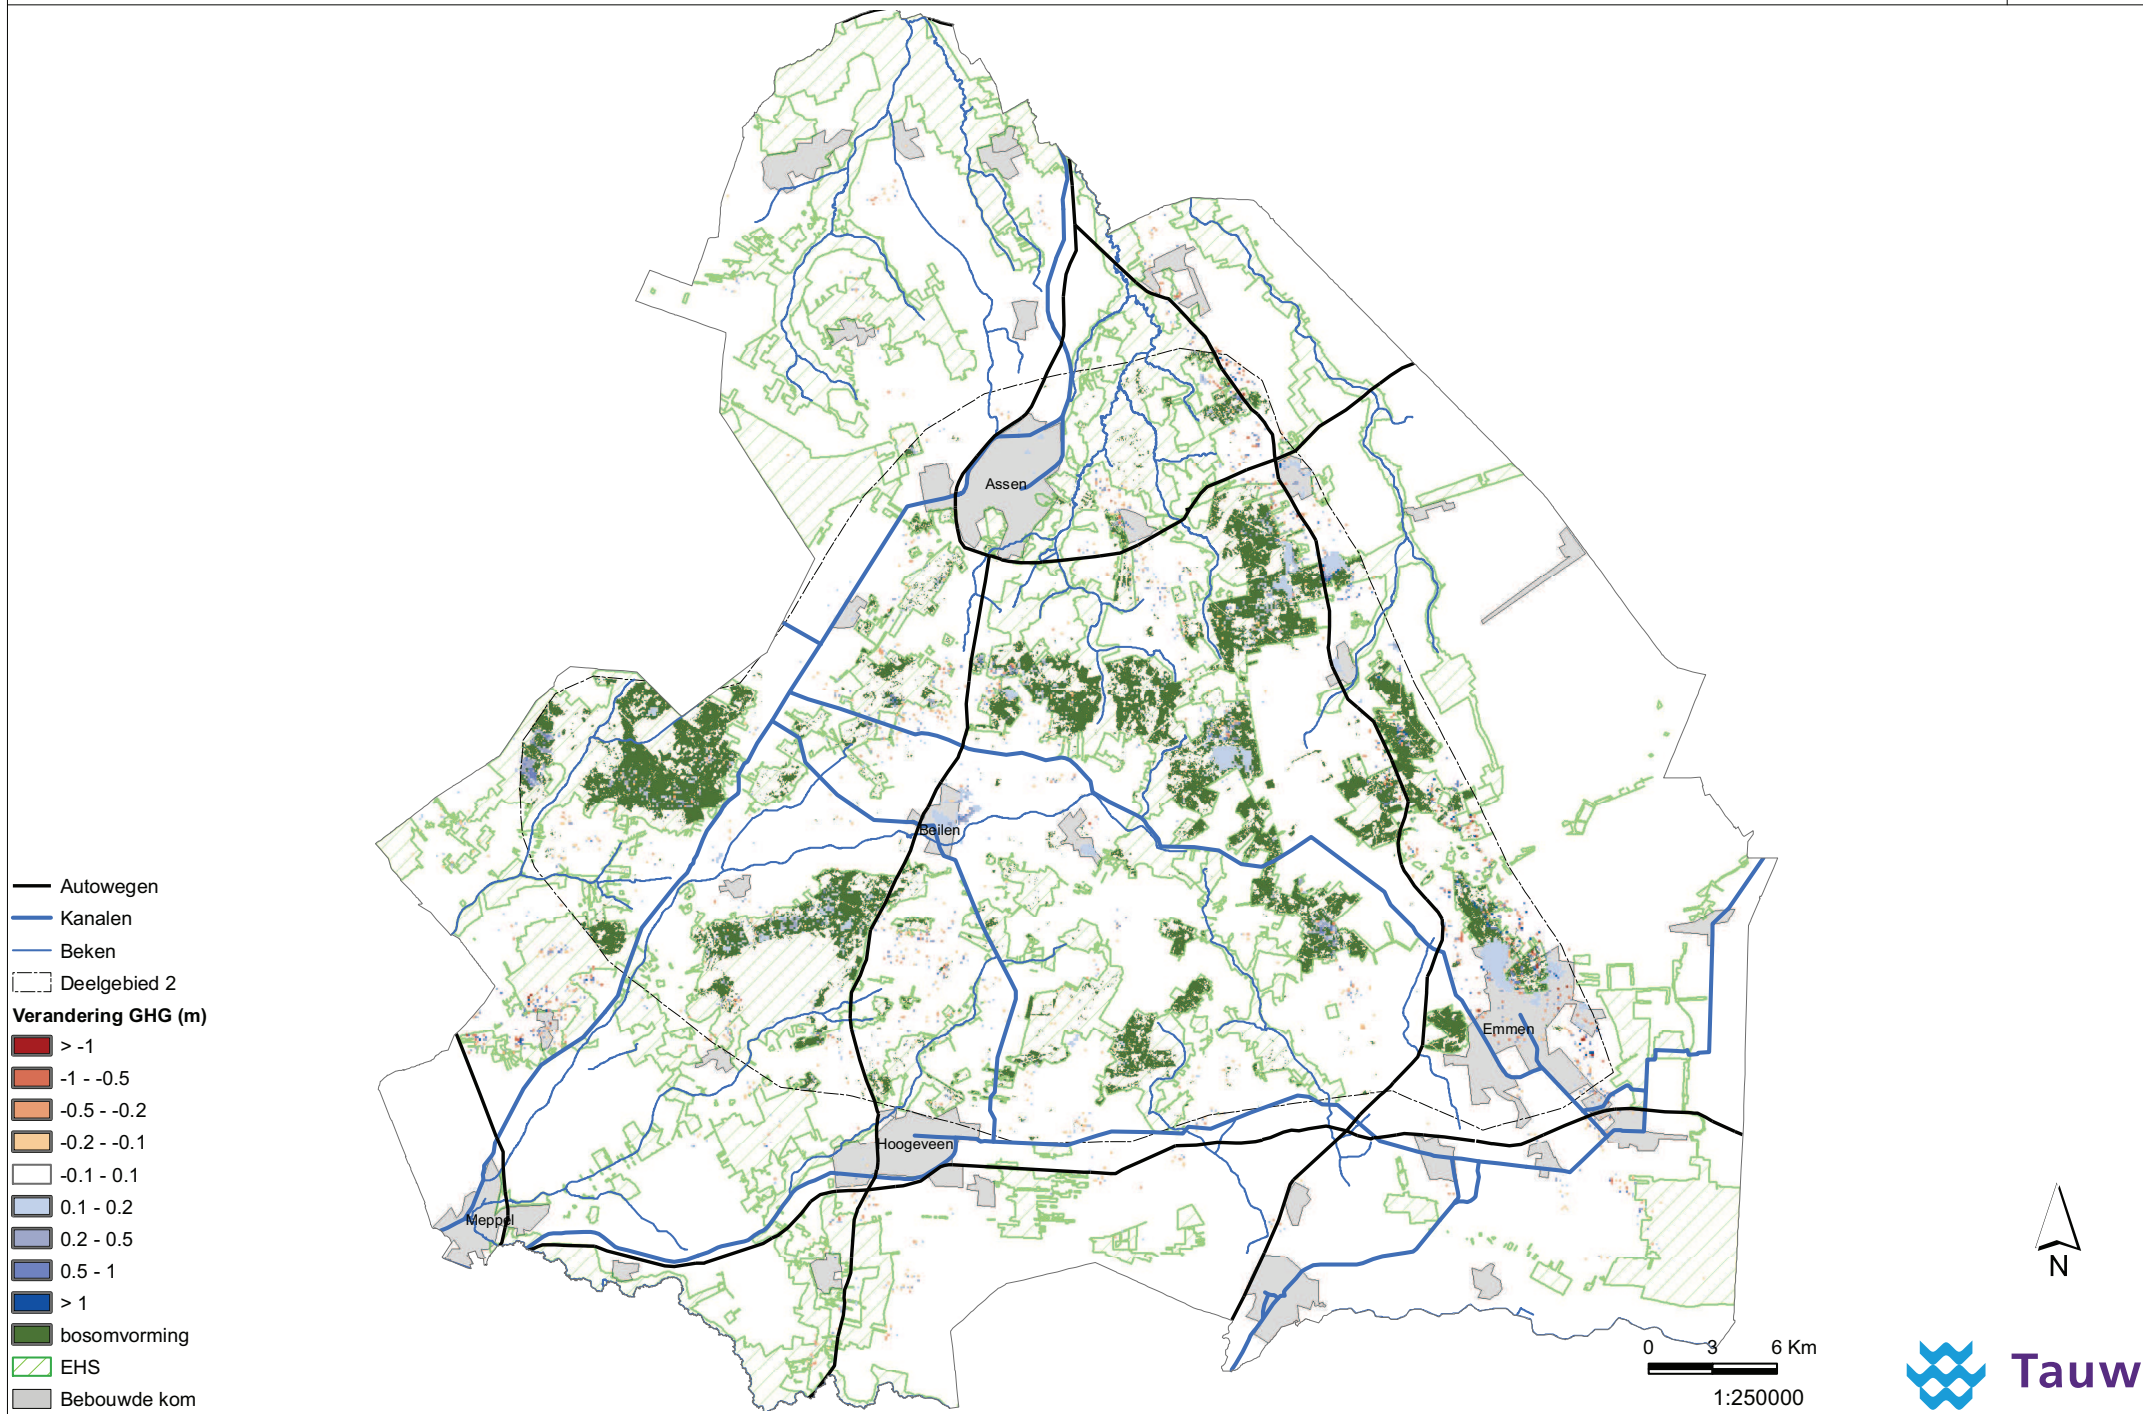 Assen
Beilen
Emmen
Hoogeveen
Meppel
Autowegen
Kanalen
Beken
Deelgebied 2
Verandering GHG (m)
> -1
-1 - -0.5
-0.5 - -0.2
-0.2 - -0.1
-0.1 - 0.1
0.1 - 0.2
0.2 - 0.5
0.5 - 1
> 1
bosomvorming
EHS
Bebouwde kom
N
0 3 6 Km
1:250000
Tauw